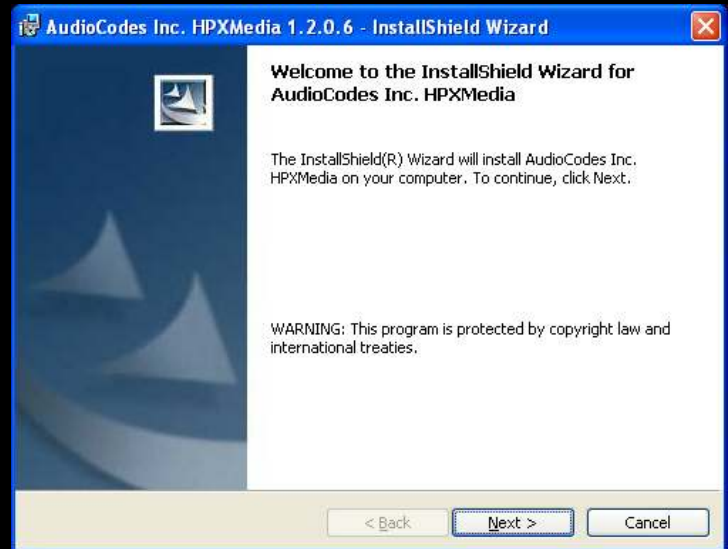 AudioCodes Inc. HPXMedia 1.2.0.6 - InstallShield Wizard
Welcome to the InstallShield Wizard for
AudioCodes Inc. HPXMedia
The InstallShield(R) Wizard will install AudioCodes Inc.
HPXMedia on your computer. To continue, click Next.
WARNING: This program is protected by copyright law and
international treaties.
< Back
Next >
Cancel